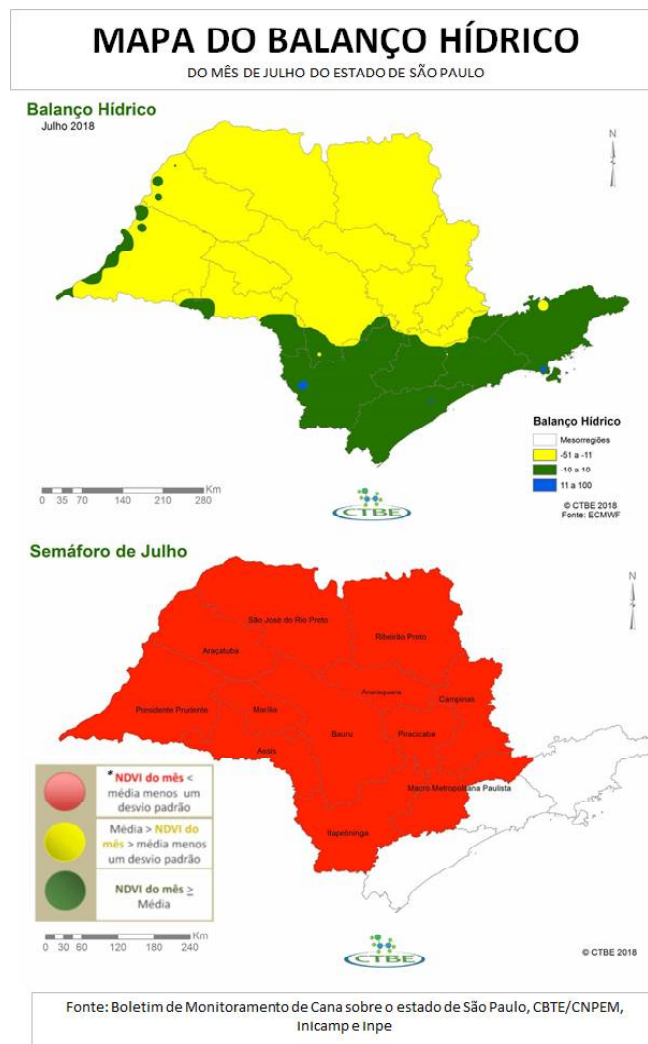 MAPA DO BALANÇO HÍDRICO
DO MÊS DE JULHO DO ESTADO DE SÃO PAULO
Balanço Hídrico
Julho 2018
N
Balanço Hídrico
Mesorregiões
-51 a -11
-10 a 10
11 a 100
Km
0 35 70 140 210 280
CTBE
© CTBE 2018
Fonte: ECMWF
Semáforo de Julho
N
São José do Rio Preto
Ribeirão Preto
Araçatuba
Araraquara
Campinas
Presidente Prudente
Marília
Bauru
Piracicaba
Assis
Macro Metropolitana Paulista
Itapetininga
* NDVI do mês <
média menos um
desvio padrão
Média > NDVI do
mês > média menos
um desvio padrão
NDVI do mês ≥
Média
Km
0 30 60 120 180 240
CTBE
© CTBE 2018
Fonte: Boletim de Monitoramento de Cana sobre o estado de São Paulo, CBTE/CNPEM,
Inicamp e Inpe